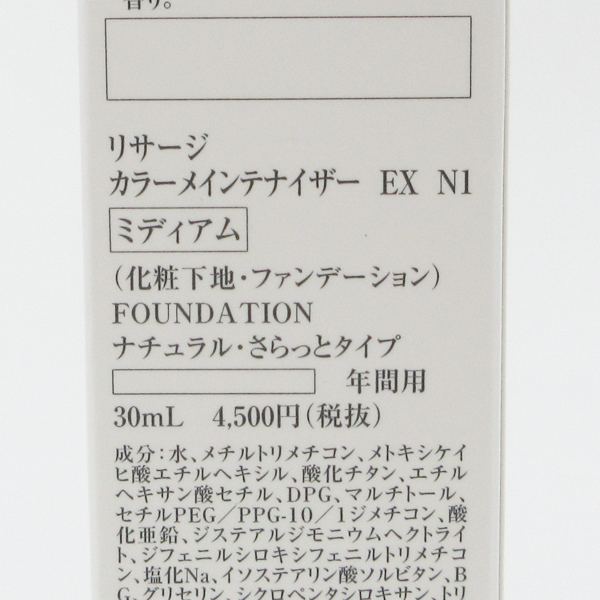 香り。
リサージ
カラーメインテナイザー EX N1
ミディアム
（化粧下地・ファンデーション）
FOUNDATION
ナチュラル・さらっとタイプ
年間用
30mL 4,500円（税抜）
成分：水、メチルトリメチコン、メトキシケイ
ヒ酸エチルヘキシル、酸化チタン、エチル
ヘキサン酸セチル、DPG、マルチトール、
セチルPEG／PPG-10／1ジメチコン、酸
化亜鉛、ジステアルジモニウムヘクトライ
ト、ジフェニルシロキシフェニルトリメチコ
ン、塩化Na、イソステアリン酸ソルビタン、B
G、グリセリン、シクロペンタシロキサン、トリ